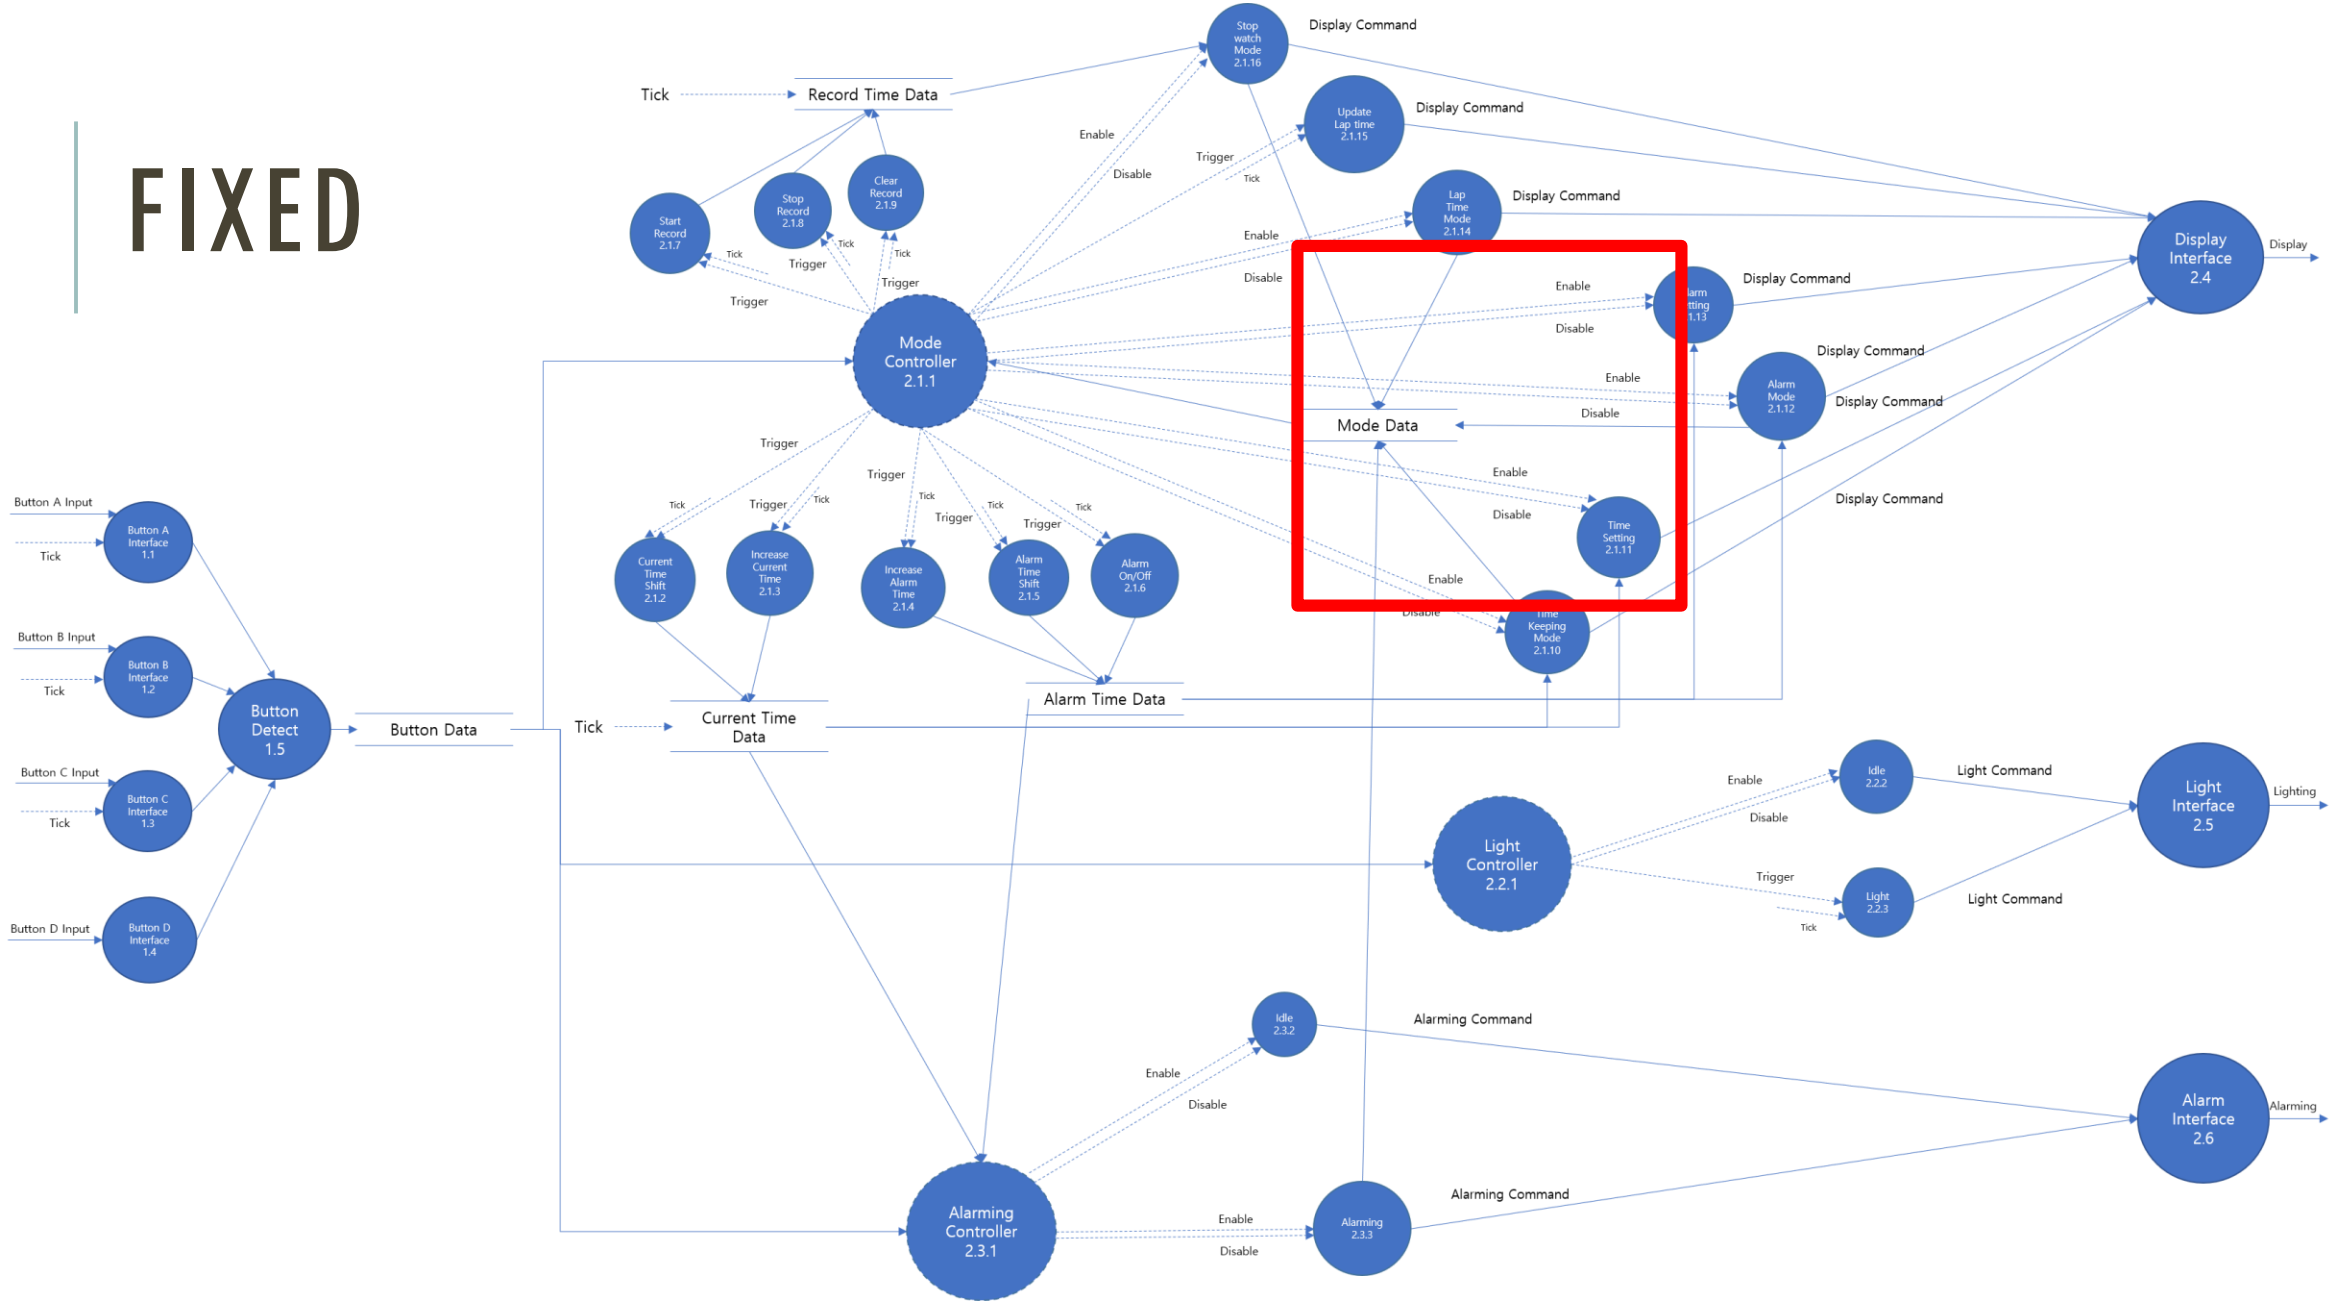 FIXED
Tick
Record Time Data
Stop
watch
Mode
2.1.16
Display Command
Update
Lap time
2.1.15
Display Command
Enable
Disable
Trigger
Tick
Lap
Time
Mode
2.1.14
Display Command
Start
Record
2.1.7
Stop
Record
2.1.8
Clear
Record
2.1.9
Tick
Trigger
Tick
Trigger
Tick
Trigger
Enable
Disable
Display
Interface
2.4
Display
Mode
Controller
2.1.1
Enable
Disable
Display Command
Enable
Disable
Alarm
Mode
2.1.12
Display Command
Display Command
Mode Data
Enable
Disable
Time
Setting
2.1.11
Display Command
Enable
Disable
Time
Keeping
Mode
2.1.10
Trigger
Tick
Trigger
Tick
Trigger
Tick
Trigger
Tick
Trigger
Tick
Current
Time
Shift
2.1.2
Increase
Current
Time
2.1.3
Increase
Alarm
Time
2.1.4
Alarm
Time
Shift
2.1.5
Alarm
On/Off
2.1.6
Button A Input
Tick
Button A
Interface
1.1
Button B Input
Tick
Button B
Interface
1.2
Button C Input
Tick
Button C
Interface
1.3
Button D Input
Button D
Interface
1.4
Button
Detect
1.5
Button Data
Tick
Current Time
Data
Alarm Time Data
Light
Controller
2.2.1
Enable
Disable
Trigger
Tick
Idle
2.2.2
Light
2.2.3
Light Command
Light Command
Light
Interface
2.5
Lighting
Idle
2.3.2
Alarming Command
Enable
Disable
Alarming
Controller
2.3.1
Enable
Disable
Alarming
2.3.3
Alarming Command
Alarm
Interface
2.6
Alarming